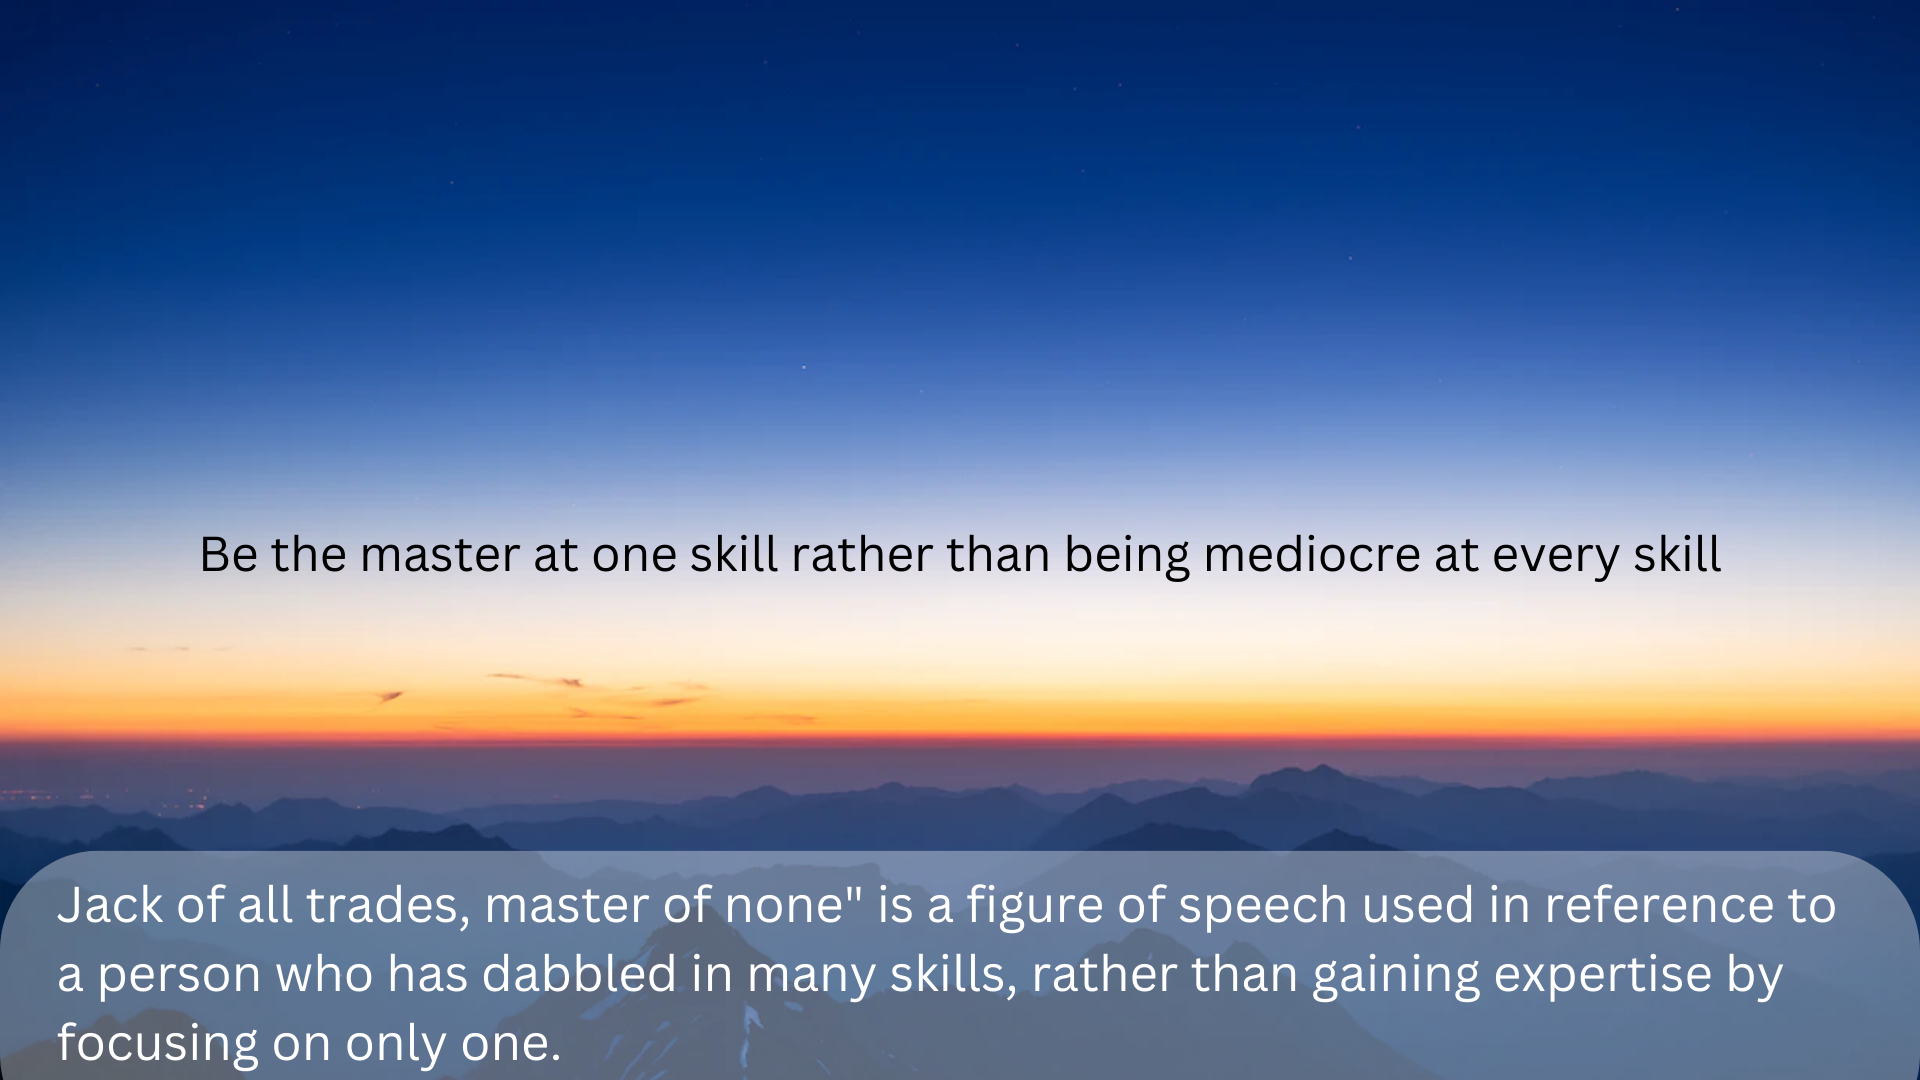 Be the master at one skill rather than being mediocre at every skill
Jack of all trades, master of none" is a figure of speech used in reference to
a person who has dabbled in many skills, rather than gaining expertise by
focusing on only one.